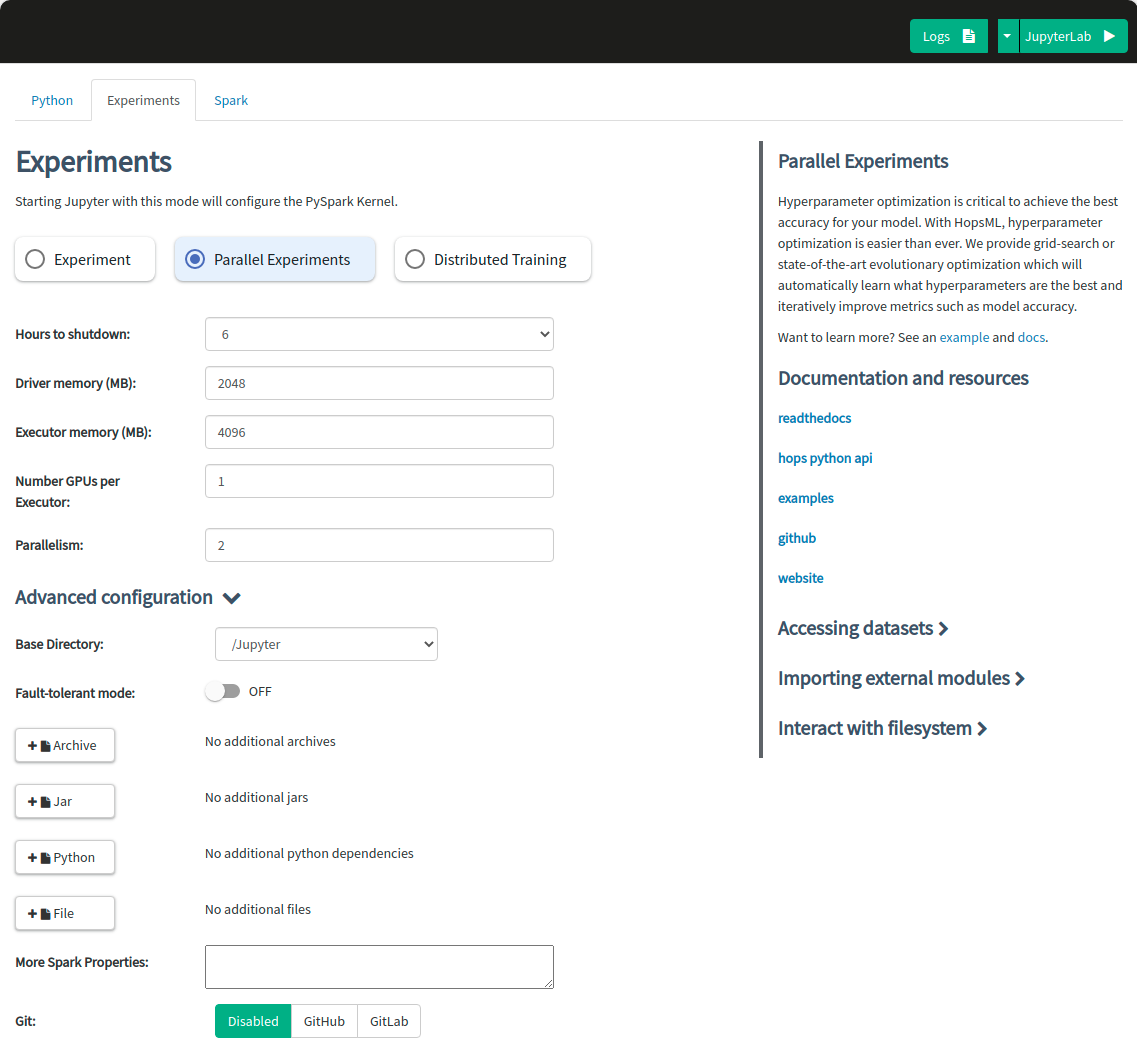 Logs
JupyterLab
Python
Experiments
Spark
Experiments
Starting Jupyter with this mode will configure the PySpark Kernel.
Experiment
Parallel Experiments
Distributed Training
Hours to shutdown:
6
Driver memory (MB):
2048
Executor memory (MB):
4096
Number GPUs per
Executor:
1
Parallelism:
2
Advanced configuration
Base Directory:
/Jupyter
Fault-tolerant mode:
OFF
Archive
No additional archives
Jar
No additional jars
Python
No additional python dependencies
File
No additional files
More Spark Properties:
Git:
Disabled
GitHub
GitLab
Parallel Experiments
Hyperparameter optimization is critical to achieve the best
accuracy for your model. With HopsML, hyperparameter
optimization is easier than ever. We provide grid-search or
state-of-the-art evolutionary optimization which will
automatically learn what hyperparameters are the best and
iteratively improve metrics such as model accuracy.
Want to learn more? See an example and docs.
Documentation and resources
readthedocs
hops python api
examples
github
website
Accessing datasets
Importing external modules
Interact with filesystem